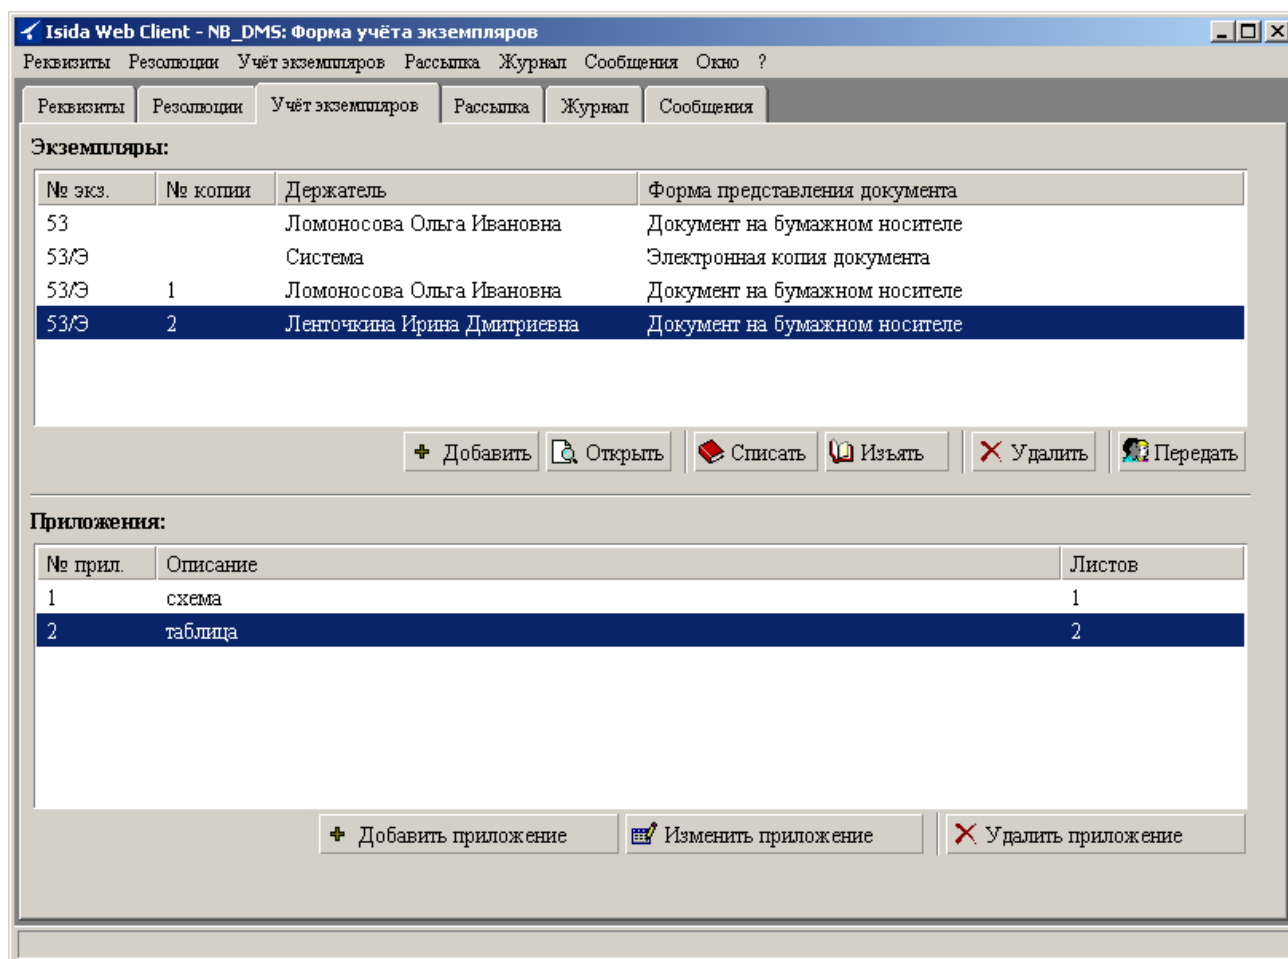 Isida Web Client - NB_DMS: Форма учёта экземпляров
Реквизиты Резолюции Учёт экземпляров Рассылка Журнал Сообщения Окно ?
Реквизиты Резолюции Учёт экземпляров Рассылка Журнал Сообщения
Экземпляры:
№ экз. № копии Держатель Форма представления документа
53 Ломоносова Ольга Ивановна Документ на бумажном носителе
53/Э Система Электронная копия документа
53/Э 1 Ломоносова Ольга Ивановна Документ на бумажном носителе
53/Э 2 Ленточкина Ирина Дмитриевна Документ на бумажном носителе
Добавить Открыть Списать Изъять Удалить Передать
Приложения:
№ прил. Описание Листов
1 схема 1
2 таблица 2
Добавить приложение Изменить приложение Удалить приложение